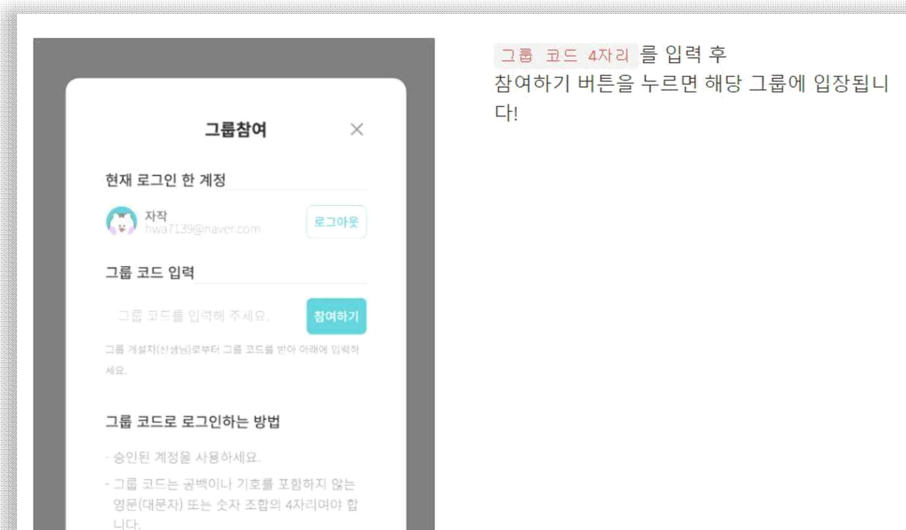 그룹 코드 4자리 를 입력 후
참여하기 버튼을 누르면 해당 그룹에 입장됩니
다!
그룹참여
현재 로그인 한 계정
자작
hwa7139@naver.com
로그아웃
그룹 코드 입력
그룹 코드를 입력해 주세요.
참여하기
그룹 개설자(선생님)로부터 그룹 코드를 받아 아래에 입력하
세요.
그룹 코드로 로그인하는 방법
- 승인된 계정을 사용하세요.
- 그룹 코드는 공백이나 기호를 포함하지 않는
영문(대문자) 또는 숫자 조합의 4자리여야 합
니다.